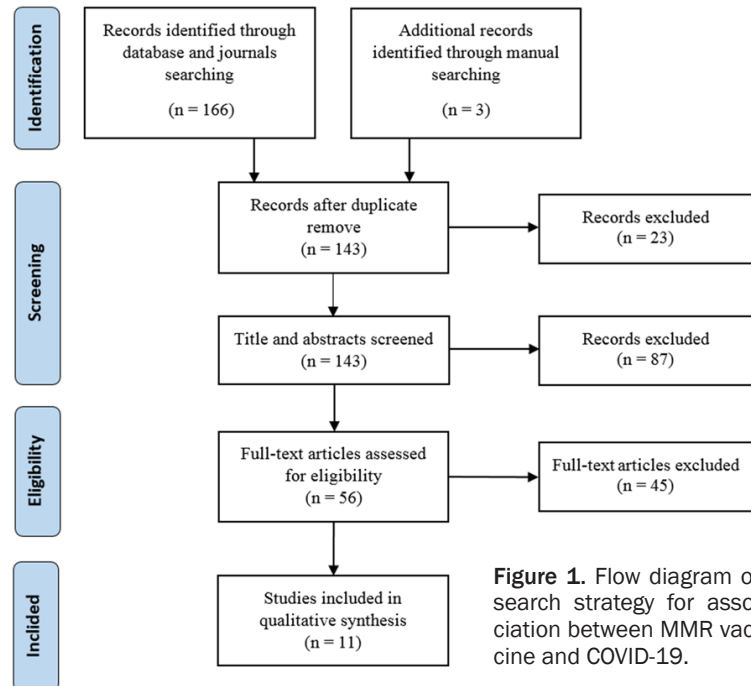 Identification
Records identified through
database and journals
searching
(n = 166)
Additional records
identified through manual
searching
(n = 3)
Screening
Records after duplicate
remove
(n = 143)
Records excluded
(n = 23)
Title and abstracts screened
(n = 143)
Records excluded
(n = 87)
Eligibility
Full-text articles assessed
for eligibility
(n = 56)
Full-text articles excluded
(n = 45)
Included
Studies included in
qualitative synthesis
(n = 11)
Figure 1. Flow diagram o
search strategy for asso
ciation between MMR vac
cine and COVID-19.